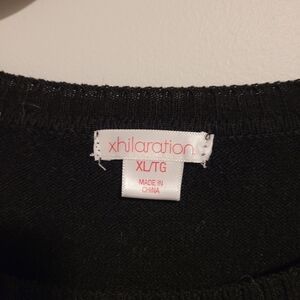 xhilaration
XL/TG
MADE IN
CHINA